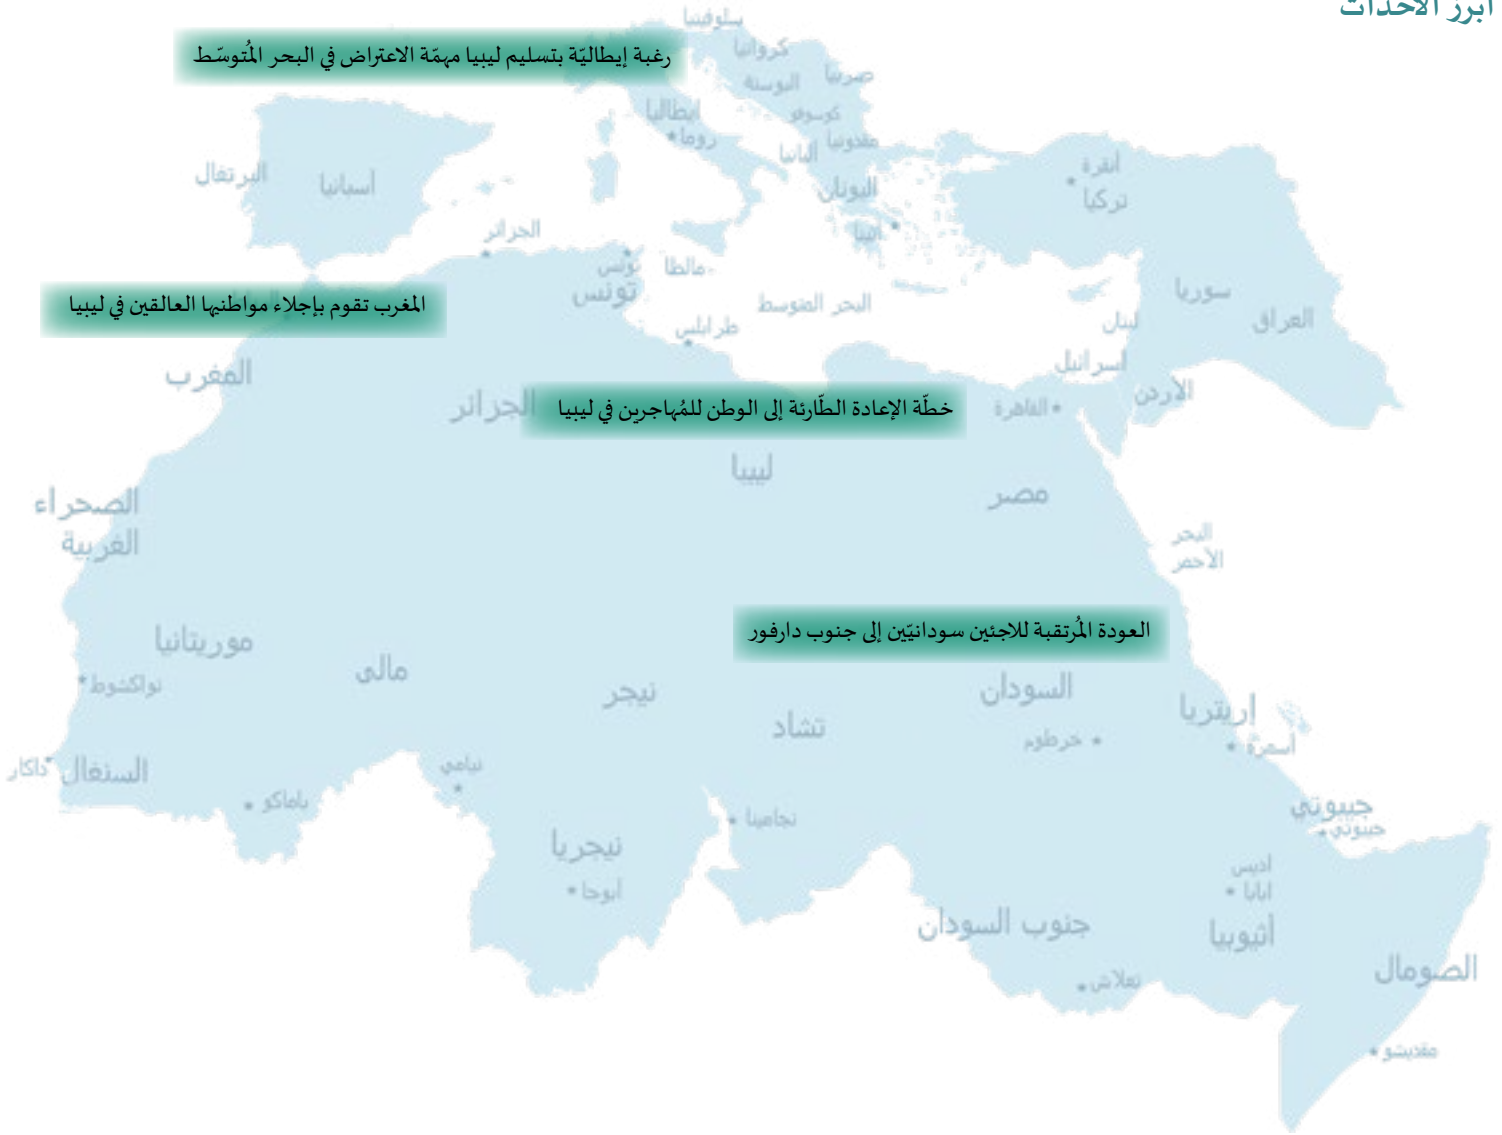 أبرز الأحداث
سلوفينيا
كرواتيا
رغبة إيطاليّة بتسليم ليبيا مهمّة الاعتراض في البحر المُتوسّط
صربيا
البوسنة
إيطاليا
كوسوفو
روما
مقدونيا
ألبانيا
أنقرة
البرتغال
أسبانيا
اليونان
تركيا
الجزائر
أثينا
تونس
مالطا
سوريا
تونس
المغرب تقوم بإجلاء مواطنيها العالقين في ليبيا
البحر المتوسط
العراق
لبنان
طرابلس
اسرائيل
المغرب
الأردن
الجزائر
خطّة الإعادة الطّارئة إلى الوطن للمُهاجرين في ليبيا
القاهرة
ليبيا
مصر
الصحراء
الغربية
البحر
الأحمر
العودة المُرتقبة للاجئين سودانيّين إلى جنوب دارفور
موريتانيا
مالي
نواكشوط
نيجر
السودان
إريتريا
تشاد
خرطوم
أسمرة
السنغال
داكار
نيامي
باماكو
جيبوتي
نجامينا
جيبوتي
نيجريا
أديس
ابابا
أبوجا
جنوب السودان
أثيوبيا
الصومال
مقديشو